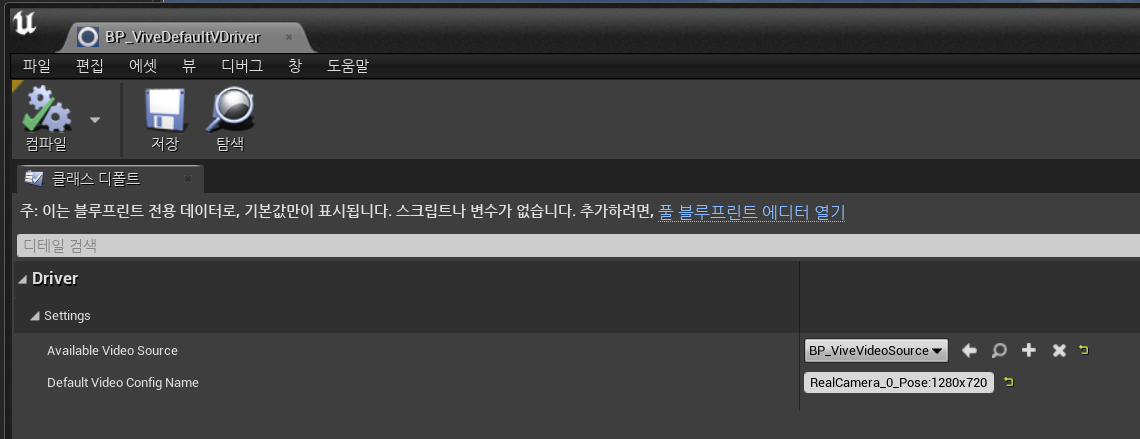 BP_ViveDefaultVDriver
파일 편집 에셋 뷰 디버그 창 도움말
컴파일 저장 탐색
클래스 디폴트
주: 이는 블루프린트 전용 데이터로, 기본값만이 표시됩니다. 스크립트나 변수가 없습니다. 추가하려면, 풀 블루프린트 에디터 열기
디테일 검색
Driver
Settings
Available Video Source BP_ViveVideoSource
Default Video Config Name RealCamera_0_Pose:1280x720